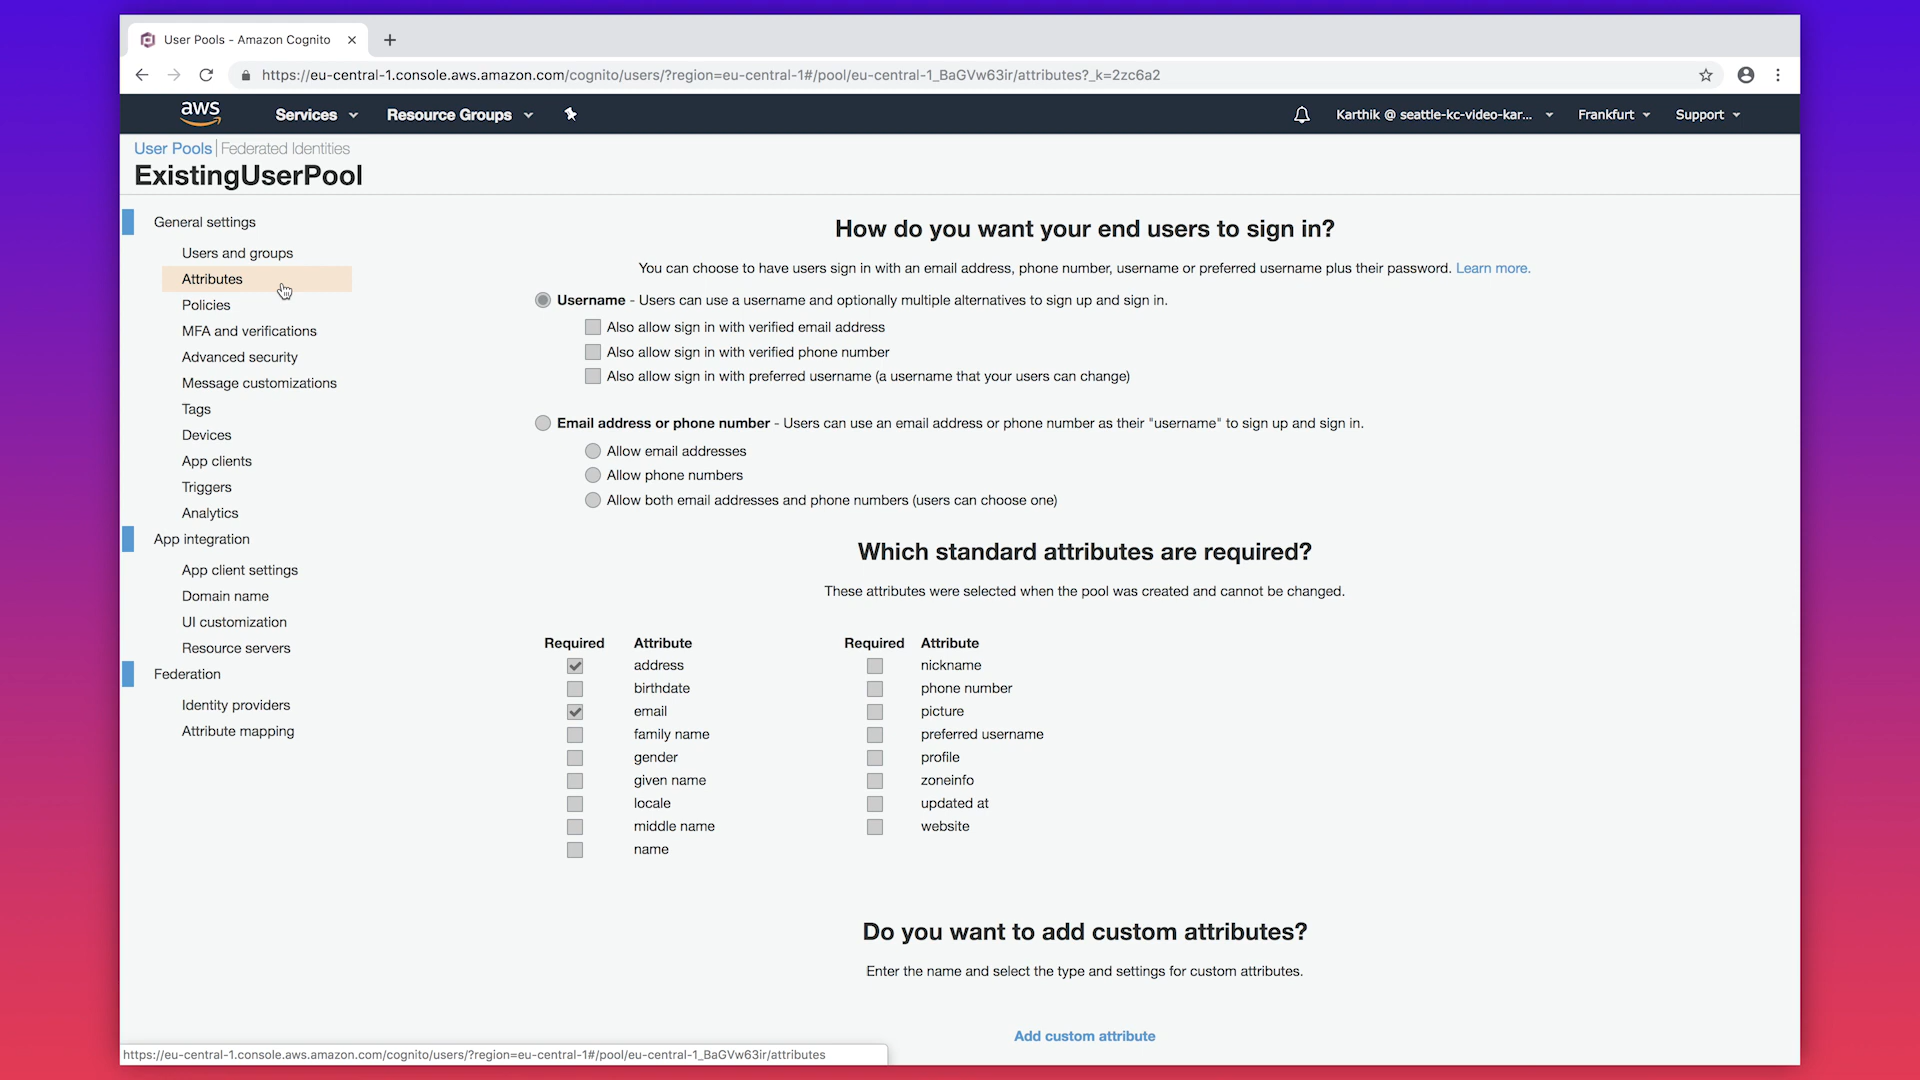 User Pools - Amazon Cognito
https://eu-central-1.console.aws.amazon.com/cognito/users/?region=eu-central-1#/pool/eu-central-1_BaGVw63ir/attributes?_k=2zc6a2
aws Services Resource Groups Karthik @ seattle-kc-video-kar... Frankfurt Support
User Pools | Federated Identities
ExistingUserPool
General settings
Users and groups
Attributes
Policies
MFA and verifications
Advanced security
Message customizations
Tags
Devices
App clients
Triggers
Analytics
App integration
App client settings
Domain name
UI customization
Resource servers
Federation
Identity providers
Attribute mapping
How do you want your end users to sign in?
You can choose to have users sign in with an email address, phone number, username or preferred username plus their password. Learn more.
Username - Users can use a username and optionally multiple alternatives to sign up and sign in.
Also allow sign in with verified email address
Also allow sign in with verified phone number
Also allow sign in with preferred username (a username that your users can change)
Email address or phone number - Users can use an email address or phone number as their "username" to sign up and sign in.
Allow email addresses
Allow phone numbers
Allow both email addresses and phone numbers (users can choose one)
Which standard attributes are required?
These attributes were selected when the pool was created and cannot be changed.
Required Attribute
address
birthdate
email
family name
gender
given name
locale
middle name
name
Required Attribute
nickname
phone number
picture
preferred username
profile
zoneinfo
updated at
website
Do you want to add custom attributes?
Enter the name and select the type and settings for custom attributes.
Add custom attribute
https://eu-central-1.console.aws.amazon.com/cognito/users/?region=eu-central-1#/pool/eu-central-1_BaGVw63ir/attributes